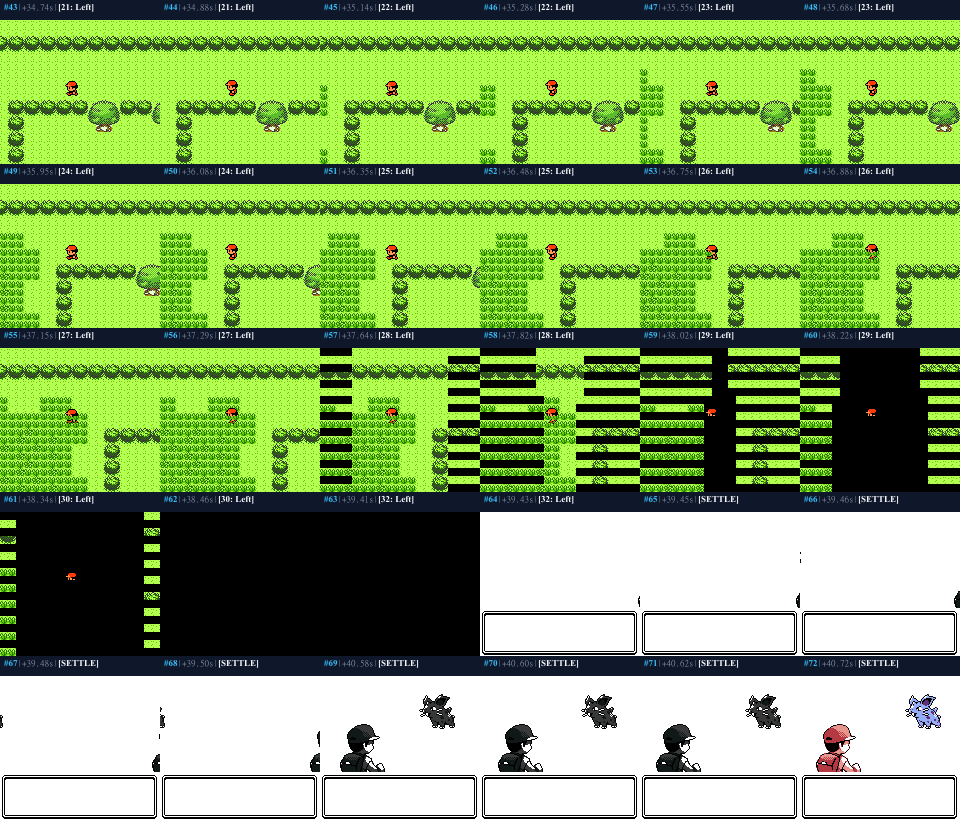 #43|+34.74s|[21: Left] #44|+34.88s|[21: Left] #45|+35.14s|[22: Left] #46|+35.28s|[22: Left] #47|+35.55s|[23: Left] #48|+35.68s|[23: Left]
#49|+35.95s|[24: Left] #50|+36.08s|[24: Left] #51|+36.35s|[25: Left] #52|+36.48s|[25: Left] #53|+36.75s|[26: Left] #54|+36.88s|[26: Left]
#55|+37.15s|[27: Left] #56|+37.29s|[27: Left] #57|+37.64s|[28: Left] #58|+37.82s|[28: Left] #59|+38.02s|[29: Left] #60|+38.22s|[29: Left]
#61|+38.34s|[30: Left] #62|+38.46s|[30: Left] #63|+39.41s|[32: Left] #64|+39.43s|[32: Left] #65|+39.45s|[SETTLE] #66|+39.46s|[SETTLE]
#67|+39.48s|[SETTLE] #68|+39.50s|[SETTLE] #69|+40.58s|[SETTLE] #70|+40.60s|[SETTLE] #71|+40.62s|[SETTLE] #72|+40.72s|[SETTLE]